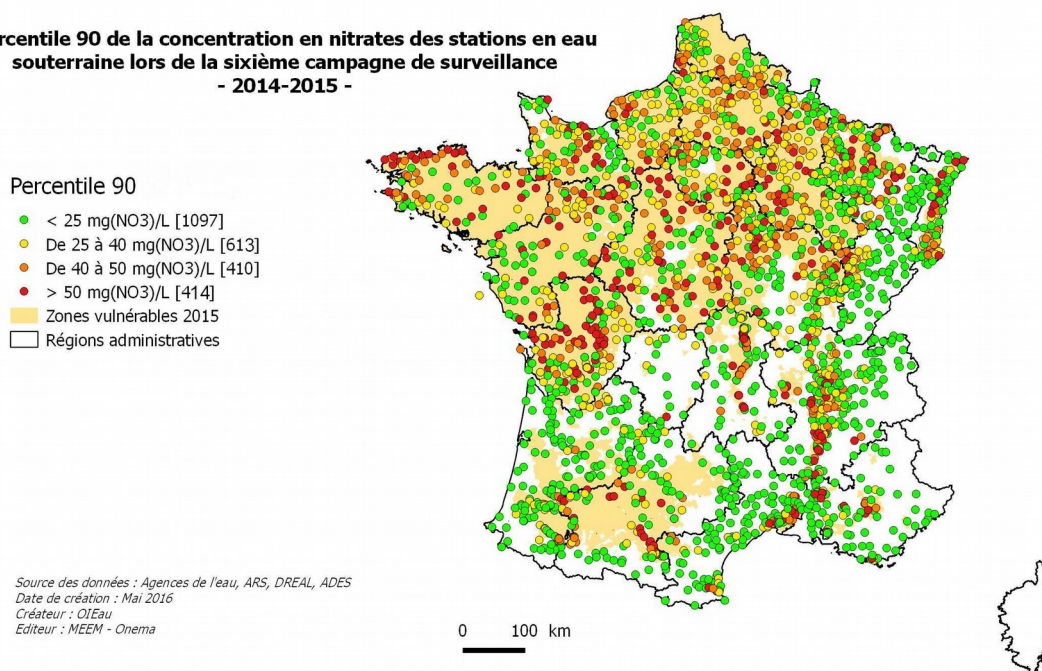 rcentile 90 de la concentration en nitrates des stations en eau
souterraine lors de la sixième campagne de surveillance
- 2014-2015 -
Percentile 90
< 25 mg(NO3)/L [1097]
De 25 à 40 mg(NO3)/L [613]
De 40 à 50 mg(NO3)/L [410]
> 50 mg(NO3)/L [414]
Zones vulnérables 2015
Régions administratives
Source des données : Agences de l'eau, ARS, DREAL, ADES
Date de création : Mai 2016
Créateur : OIEau
Editeur : MEEM - Onema
0 100 km